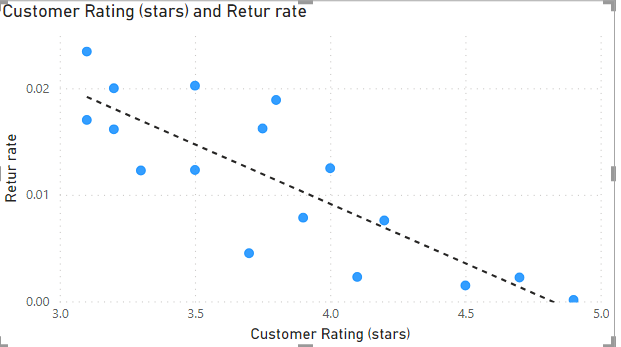 Customer Rating (stars) and Retur rate
Retur rate
0.02
0.01
0.00
3.0 3.5 4.0 4.5 5.0
Customer Rating (stars)